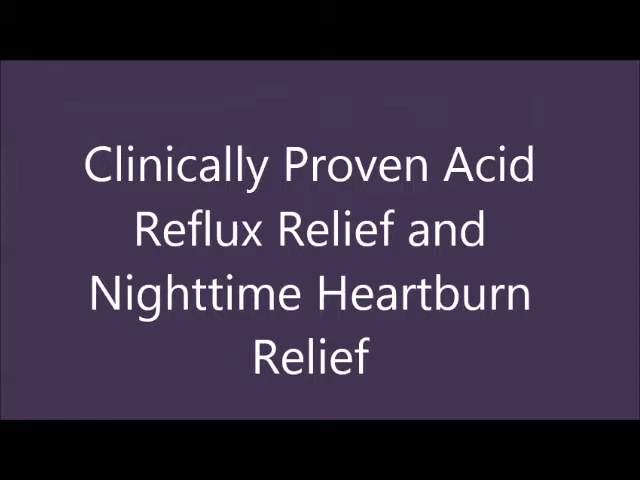 Clinically Proven Acid
Reflux Relief and
Nighttime Heartburn
Relief